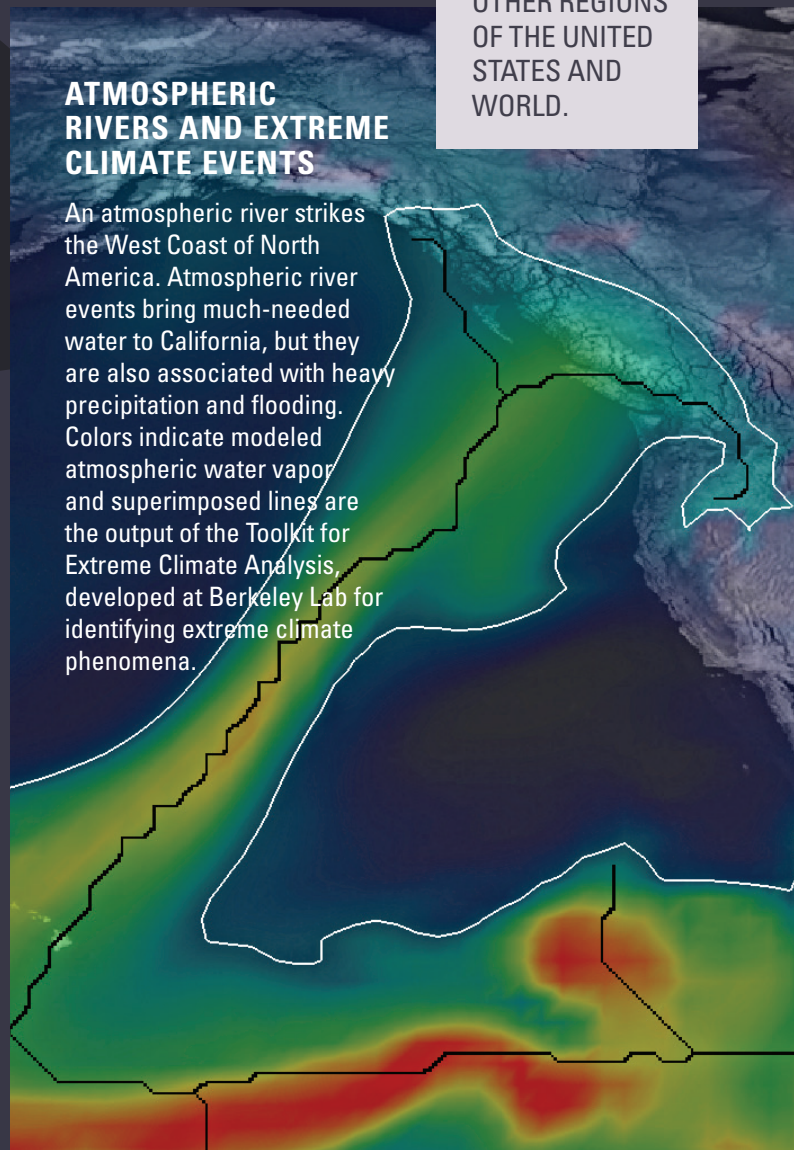 OTHER REGIONS
OF THE UNITED
STATES AND
WORLD.
ATMOSPHERIC
RIVERS AND EXTREME
CLIMATE EVENTS
An atmospheric river strikes
the West Coast of North
America. Atmospheric river
events bring much-needed
water to California, but they
are also associated with heavy
precipitation and flooding.
Colors indicate modeled
atmospheric water vapor
and superimposed lines are
the output of the Toolkit for
Extreme Climate Analysis,
developed at Berkeley Lab for
identifying extreme climate
phenomena.